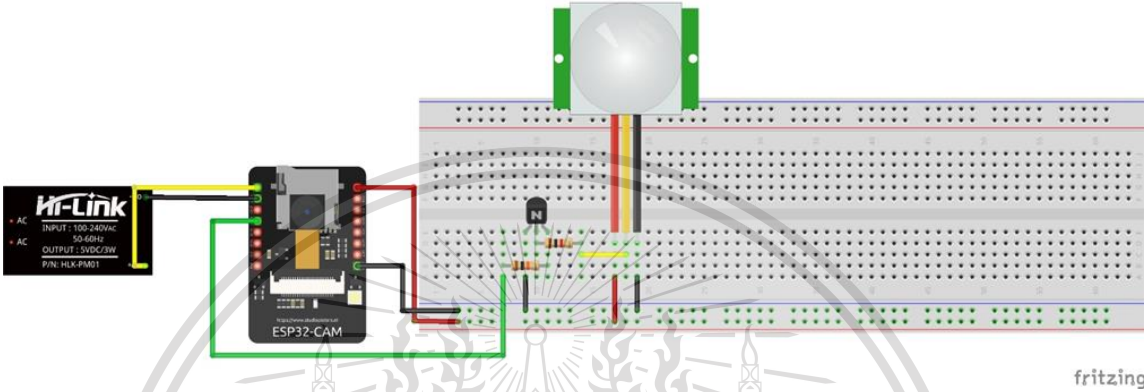 Hi-Link
AC
AC
INPUT : 100-240VAC
50-60Hz
OUTPUT : 5VDC/3W
P/N: HLK-PM01
N
ESP32-CAM
fritzing